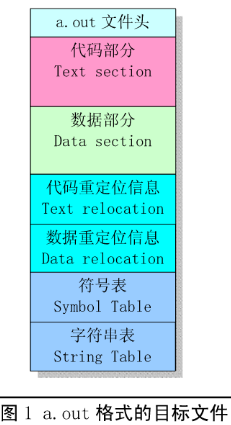 a.out 文件头
代码部分
Text section
数据部分
Data section
代码重定位信息
Text relocation
数据重定位信息
Data relocation
符号表
Symbol Table
字符串表
String Table
图 1 a.out 格式的目标文件